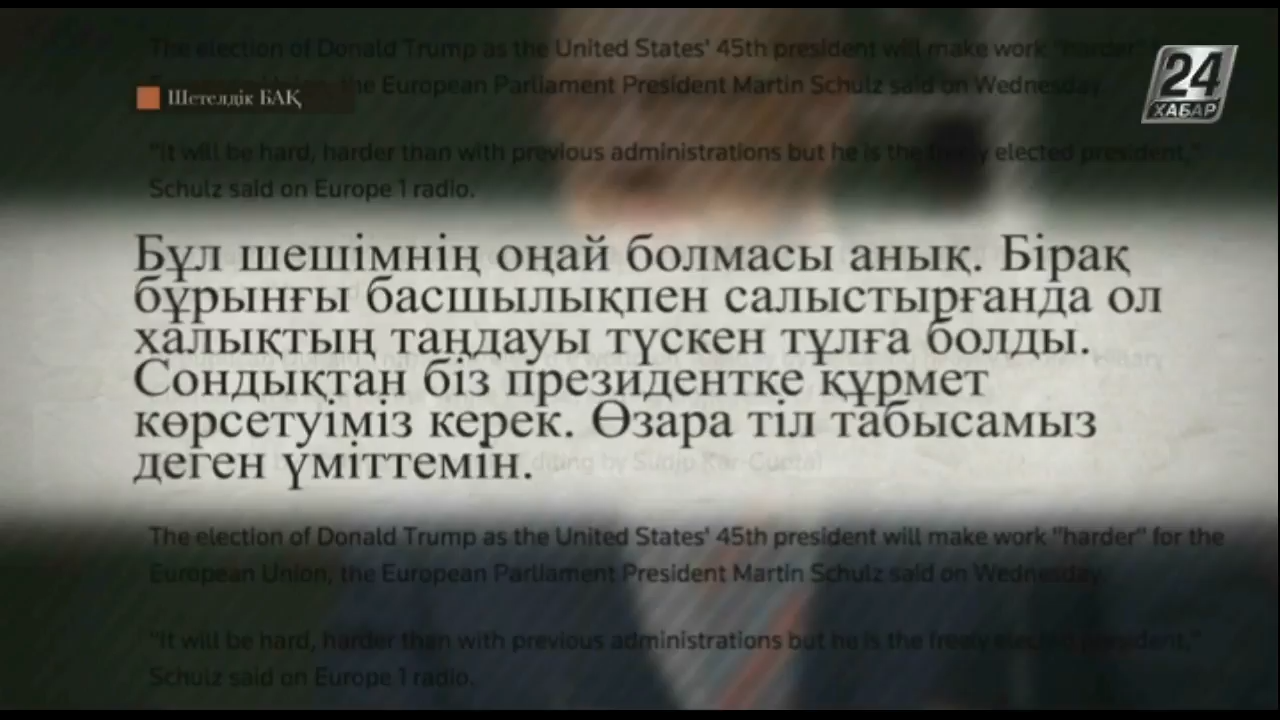 The election of Donald Trump as the United States' 45th president will make work "harder"
the European Parliament President Martin Schulz said on Wednesday
Шетелдік БАҚ
24
ХАБАР
"It will be hard, harder than with previous administrations but he is the freely elected president,"
Schulz said on Europe 1 radio.
Бұл шешімнің оңай болмасы анық. Бірақ
бұрынғы басшылықпен салыстырғанда ол
халықтың таңдауы түскен тұлға болды.
Сондықтан біз президентке құрмет
көрсетуіміз керек. Өзара тіл табысамыз
деген үміттемін.
The election of Donald Trump as the United States' 45th president will make work "harder" for the
European Union, the European Parliament President Martin Schulz said on Wednesday.
"It will be hard, harder than with previous administrations but he is the freely elected president,"
Schulz said on Europe 1 radio.